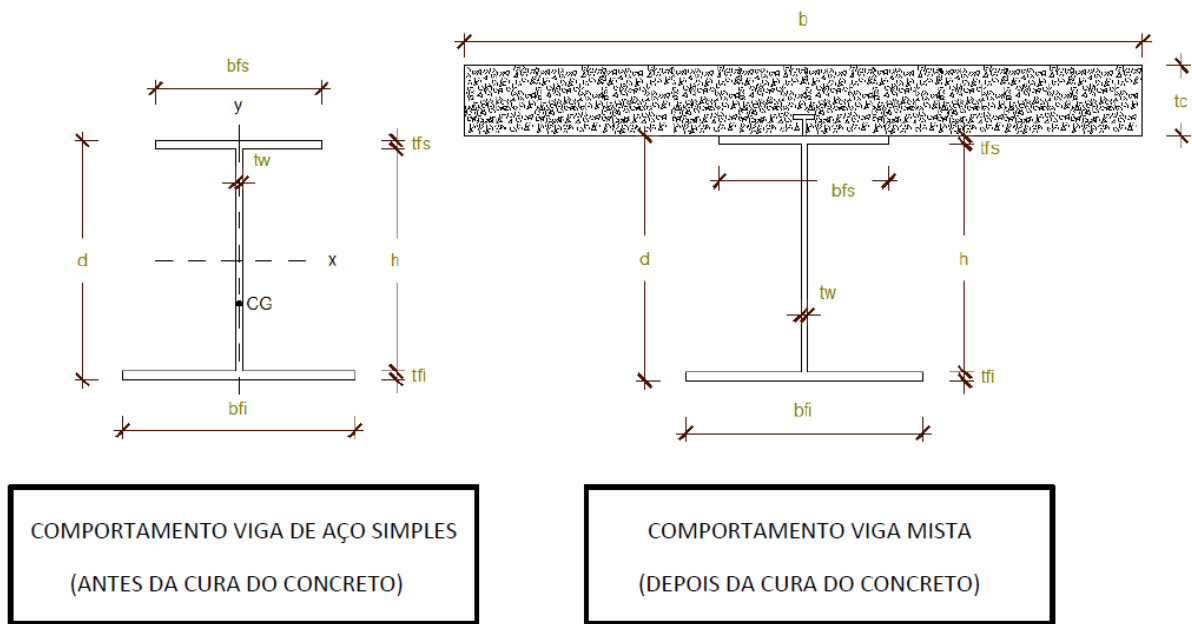 bfs
y
tfs
tw
d
x
h
CG
tfi
bfi
b
tc
tfs
bfs
d
h
tw
tfi
bfi
COMPORTAMENTO VIGA DE AÇO SIMPLES
(ANTES DA CURA DO CONCRETO)
COMPORTAMENTO VIGA MISTA
(DEPOIS DA CURA DO CONCRETO)